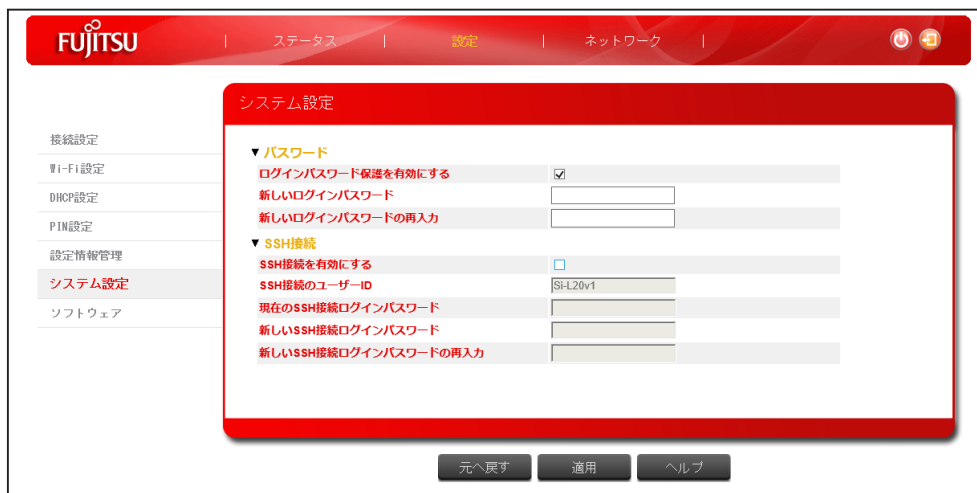 FUJITSU
ステータス
設定
ネットワーク
システム設定
接続設定
Wi-Fi設定
DHCP設定
PIN設定
設定情報管理
システム設定
ソフトウェア
▼ パスワード
ログインパスワード保護を有効にする
新しいログインパスワード
新しいログインパスワードの再入力
▼ SSH接続
SSH接続を有効にする
SSH接続のユーザーID Si-L20v1
現在のSSH接続ログインパスワード
新しいSSH接続ログインパスワード
新しいSSH接続ログインパスワードの再入力
元へ戻す 適用 ヘルプ